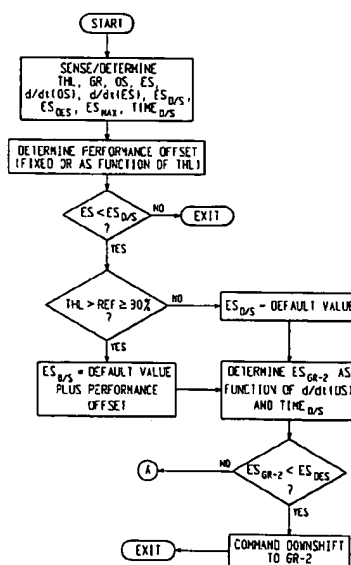 START
SENSE/DETERMINE
THL, GR, OS, ES,
d/dt(OS), d/dt(ES), ES D/S,
ES DES, ES MAX, TIME D/S
DETERMINE PERFORMANCE OFFSET
(FIXED OR AS FUNCTION OF THL)
ES < ES D/S
?
NO
EXIT
YES
THL > REF ≥ 30%
?
NO
ES D/S = DEFAULT VALUE
YES
ES D/S = DEFAULT VALUE
PLUS PERFORMANCE
OFFSET
DETERMINE ES GR-2 AS
FUNCTION OF d/dt(OS)
AND TIME D/S
ES GR-2 < ES DES
?
NO
A
YES
COMMAND DOWNSHIFT
TO GR-2
EXIT